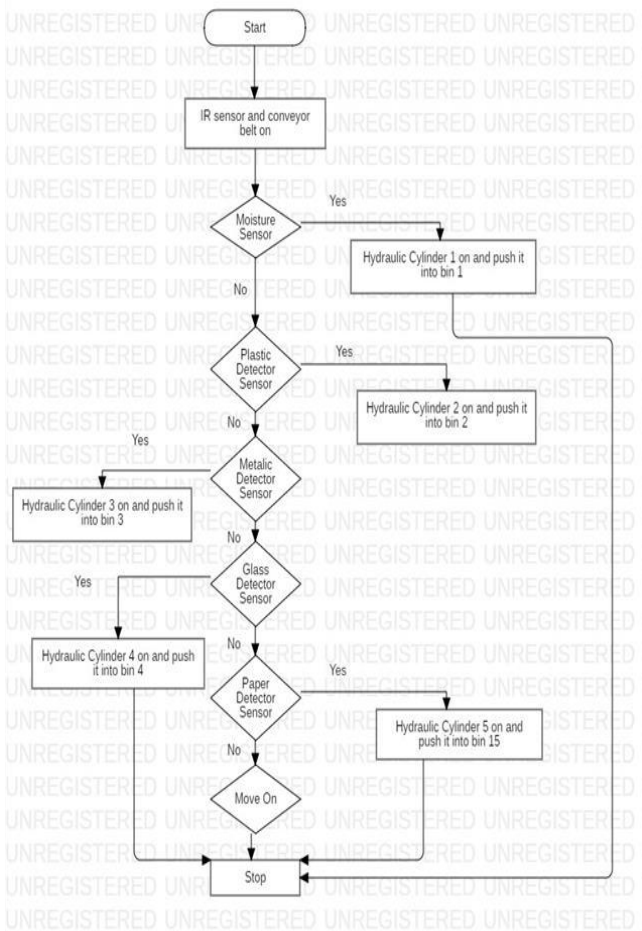 UNREGISTERED UNREGISTERED UNREGISTERED UNREGISTERED
Start
IR sensor and conveyor
belt on
Moisture
Sensor
Yes
Hydraulic Cylinder 1 on and push it
into bin 1
No
Plastic
Detector
Sensor
Yes
Hydraulic Cylinder 2 on and push it
into bin 2
No
Metalic
Detector
Sensor
Yes
Hydraulic Cylinder 3 on and push it
into bin 3
No
Glass
Detector
Sensor
Yes
Hydraulic Cylinder 4 on and push
it into bin 4
No
Paper
Detector
Sensor
Yes
Hydraulic Cylinder 5 on and
push it into bin 15
No
Move On
Stop